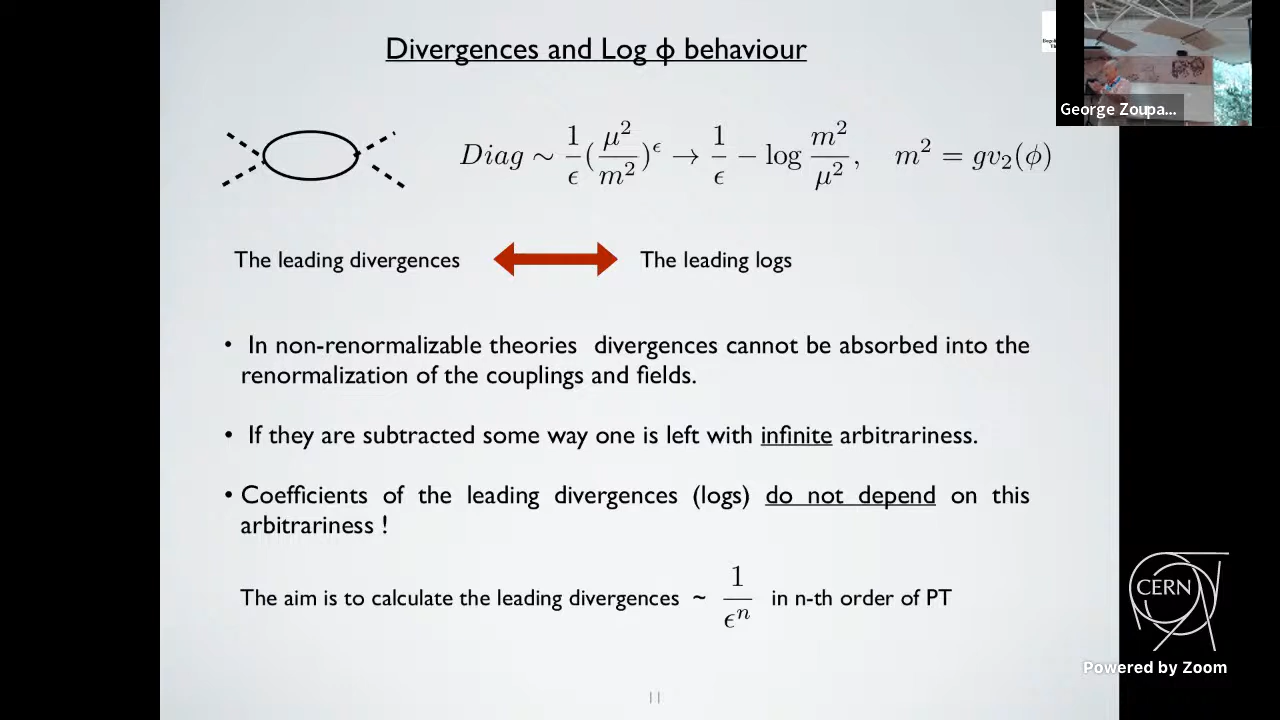 Divergences and Log ϕ behaviour
George Zoupa...
Diag ∼ 1/ϵ (μ²/m²)^ϵ → 1/ϵ − log m²/μ², m² = gv₂(ϕ)
The leading divergences The leading logs
• In non-renormalizable theories divergences cannot be absorbed into the
renormalization of the couplings and fields.
• If they are subtracted some way one is left with infinite arbitrariness.
• Coefficients of the leading divergences (logs) do not depend on this
arbitrariness !
The aim is to calculate the leading divergences ~ 1/ϵⁿ in n-th order of PT
CERN
Powered by Zoom
11